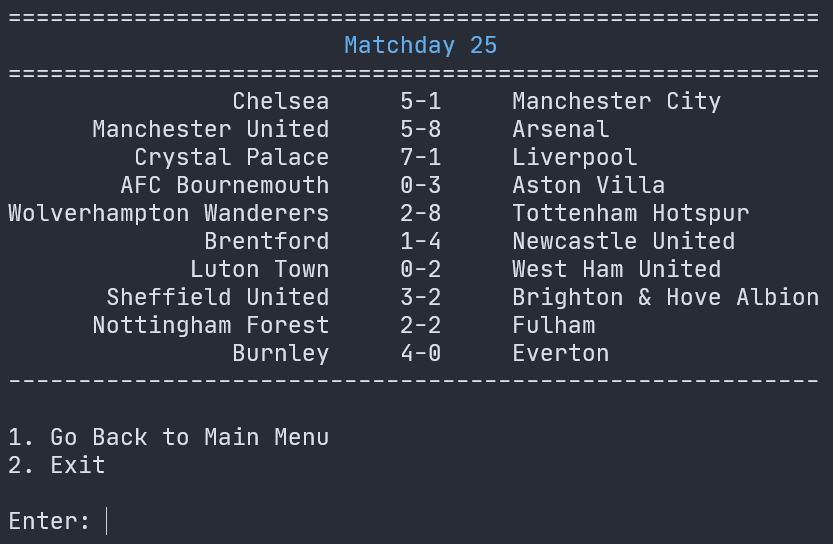 ==========================================================
Matchday 25
==========================================================
Chelsea 5-1 Manchester City
Manchester United 5-8 Arsenal
Crystal Palace 7-1 Liverpool
AFC Bournemouth 0-3 Aston Villa
Wolverhampton Wanderers 2-8 Tottenham Hotspur
Brentford 1-4 Newcastle United
Luton Town 0-2 West Ham United
Sheffield United 3-2 Brighton & Hove Albion
Nottingham Forest 2-2 Fulham
Burnley 4-0 Everton
----------------------------------------------------------
1. Go Back to Main Menu
2. Exit
Enter: